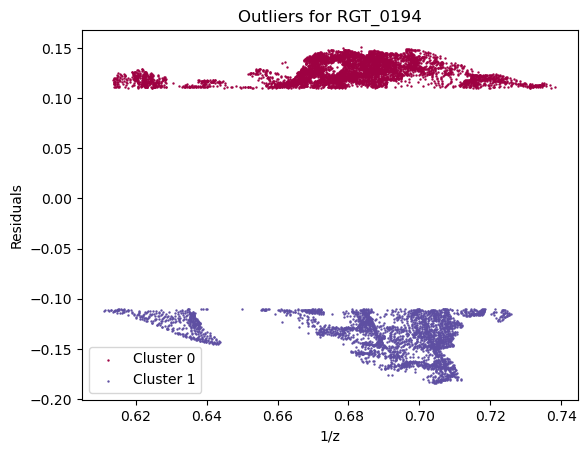 Outliers for RGT_0194
0.15
0.10
0.05
0.00
−0.05
−0.10
−0.15
−0.20
Residuals
Cluster 0
Cluster 1
0.62 0.64 0.66 0.68 0.70 0.72 0.74
1/z